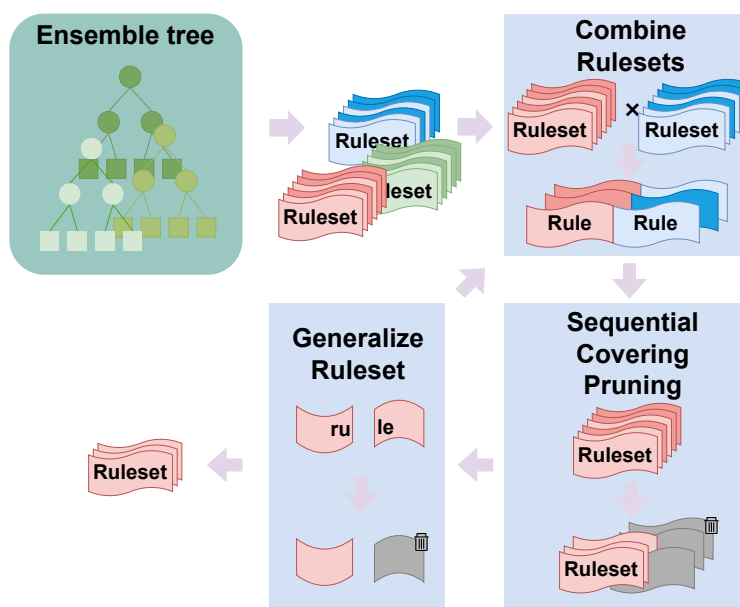 Ensemble tree
Ruleset
leset
Ruleset
Combine
Rulesets
Ruleset
×
Ruleset
Rule
Rule
Generalize
Ruleset
ru
le
Sequential
Covering
Pruning
Ruleset
Ruleset
Ruleset